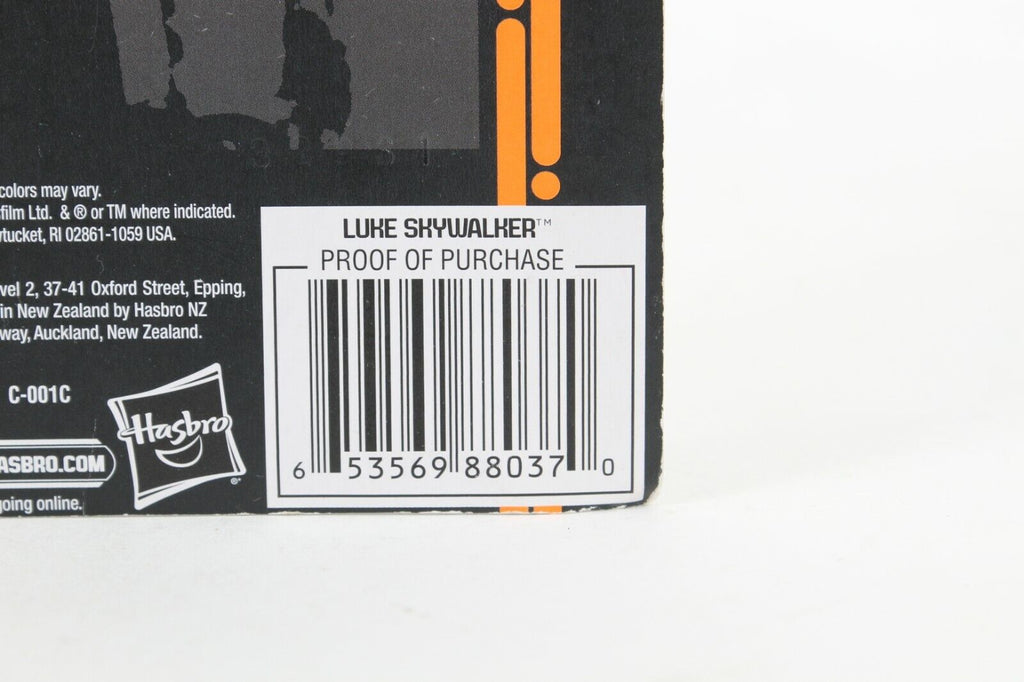 colors may vary.
film Ltd. & ® or TM where indicated.
tucket, RI 02861-1059 USA.
vel 2, 37-41 Oxford Street, Epping,
in New Zealand by Hasbro NZ
way, Auckland, New Zealand.
C-001C
Hasbro®
ASBRO.COM
going online.
LUKE SKYWALKER™
PROOF OF PURCHASE
6 53569 88037 0